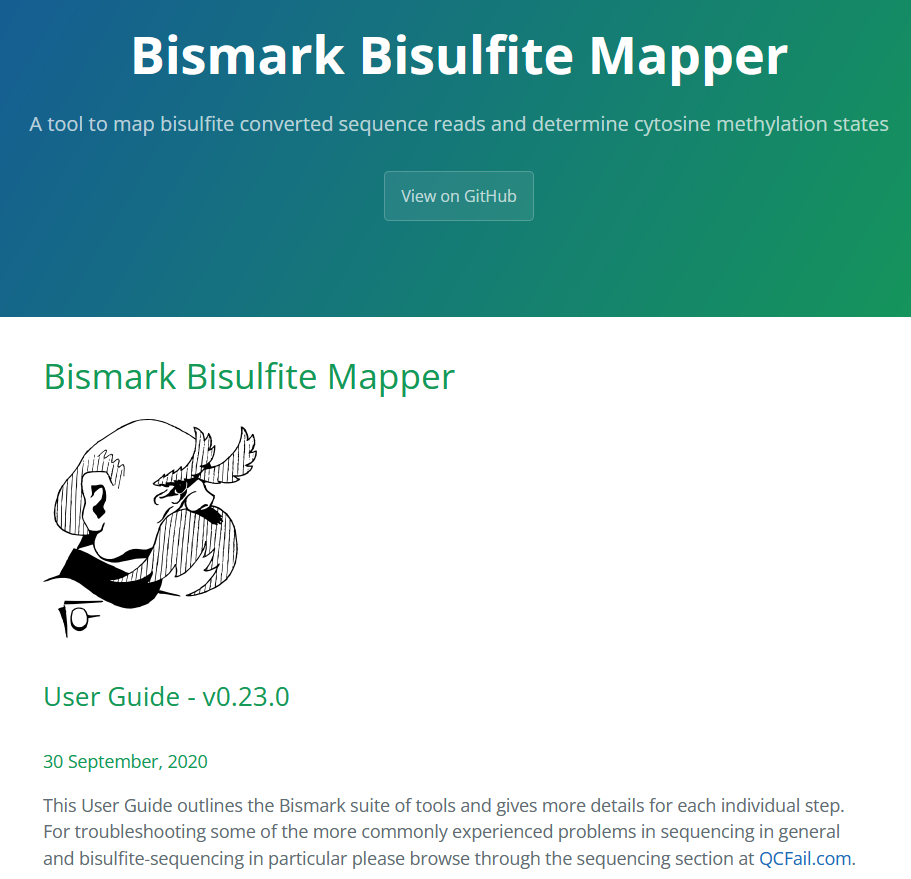 Bismark Bisulfite Mapper
A tool to map bisulfite converted sequence reads and determine cytosine methylation states
View on GitHub
Bismark Bisulfite Mapper
User Guide - v0.23.0
30 September, 2020
This User Guide outlines the Bismark suite of tools and gives more details for each individual step.
For troubleshooting some of the more commonly experienced problems in sequencing in general
and bisulfite-sequencing in particular please browse through the sequencing section at QCFail.com.